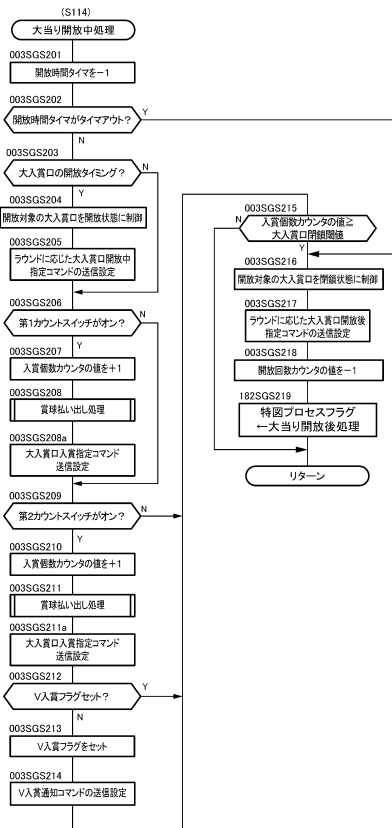 (S114)
大当り開放中処理
003SGS201
開放時間タイマを−1
003SGS202
開放時間タイマがタイマアウト?
Y
N
003SGS203
大入賞口の開放タイミング?
N
Y
003SGS204
開放対象の大入賞口を開放状態に制御
003SGS205
ラウンドに応じた大入賞口開放中
指定コマンドの送信設定
003SGS206
第1カウントスイッチがオン?
N
Y
003SGS207
入賞個数カウンタの値を+1
003SGS208
賞球払い出し処理
003SGS208a
大入賞口入賞指定コマンド
送信設定
003SGS209
第2カウントスイッチがオン?
N
Y
003SGS210
入賞個数カウンタの値を+1
003SGS211
賞球払い出し処理
003SGS211a
大入賞口入賞指定コマンド
送信設定
003SGS212
V入賞フラグセット?
Y
N
003SGS213
V入賞フラグをセット
003SGS214
V入賞通知コマンドの送信設定
003SGS215
N
入賞個数カウンタの値≧
大入賞口閉鎖閾値
Y
003SGS216
開放対象の大入賞口を閉鎖状態に制御
003SGS217
ラウンドに応じた大入賞口開放後
指定コマンドの送信設定
003SGS218
開放回数カウンタの値を−1
182SGS219
特図プロセスフラグ
←大当り開放後処理
リターン